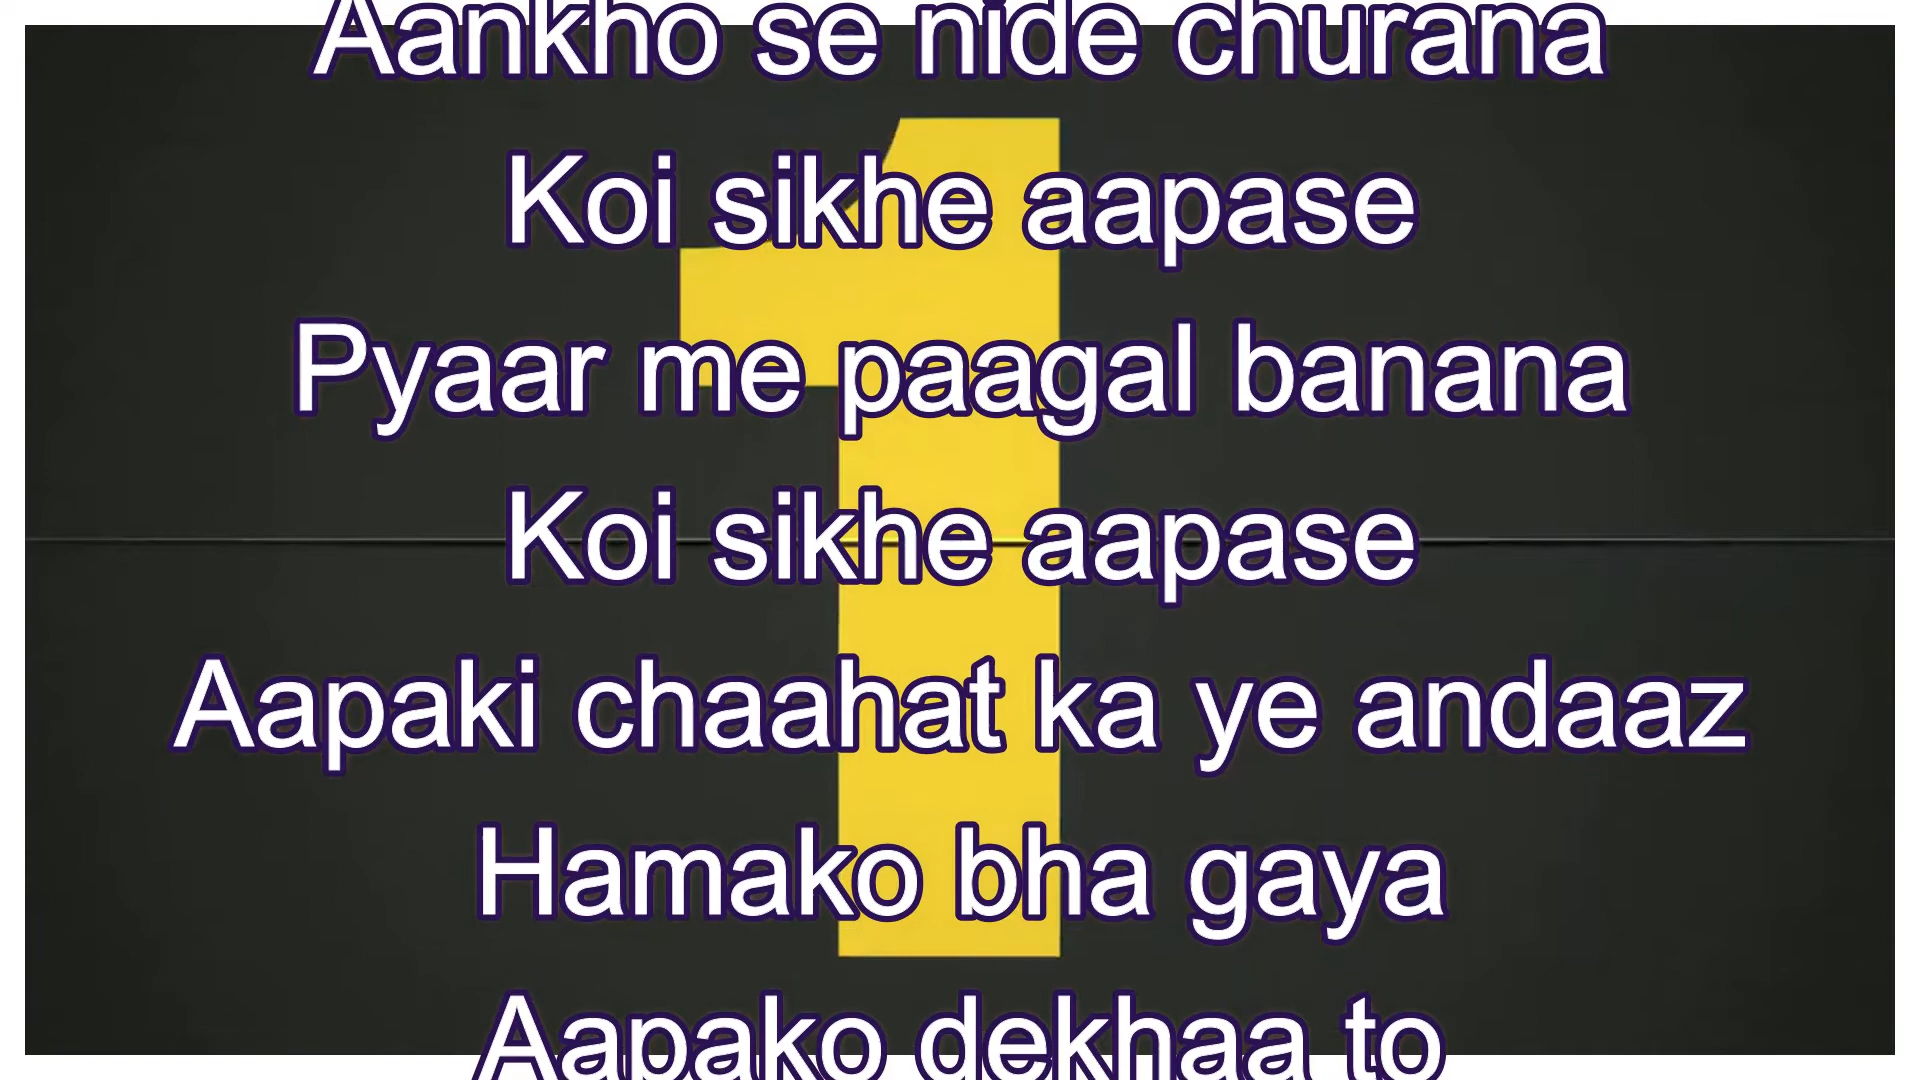 Aankho se nide churana
Koi sikhe aapase
Pyaar me paagal banana
Koi sikhe aapase
Aapaki chaahat ka ye andaaz
Hamako bha gaya
Aapako dekhaa to
1